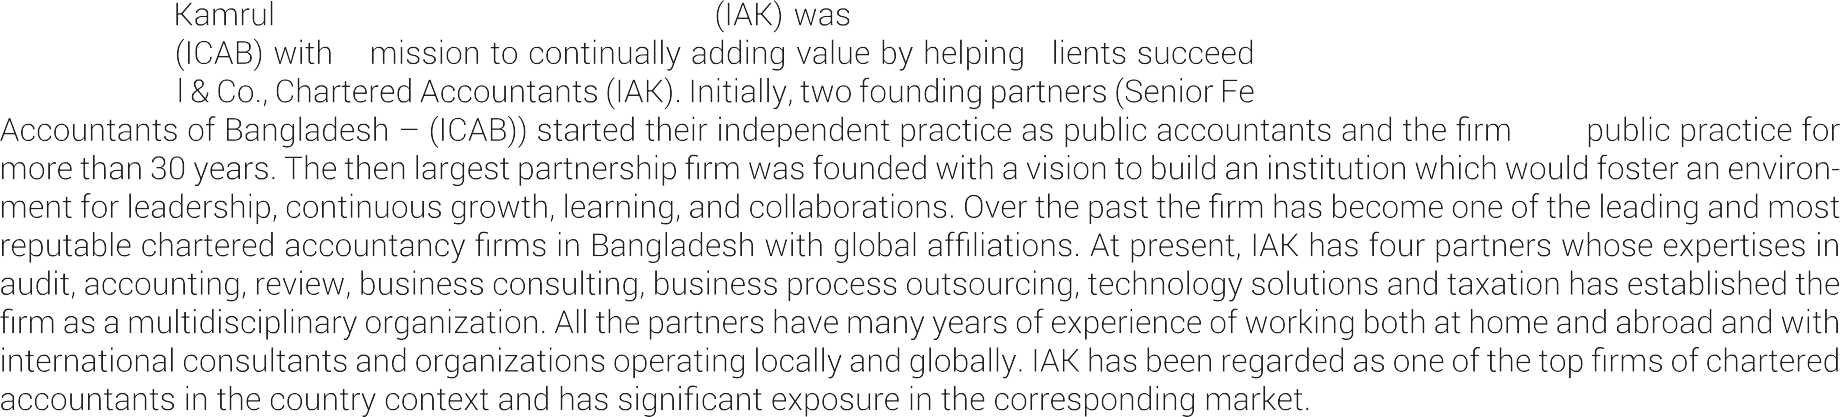 Kamrul (IAK) was
(ICAB) with mission to continually adding value by helping lients succeed
l & Co., Chartered Accountants (IAK). Initially, two founding partners (Senior Fe
Accountants of Bangladesh – (ICAB)) started their independent practice as public accountants and the firm public practice for
more than 30 years. The then largest partnership firm was founded with a vision to build an institution which would foster an environ-
ment for leadership, continuous growth, learning, and collaborations. Over the past the firm has become one of the leading and most
reputable chartered accountancy firms in Bangladesh with global affiliations. At present, IAK has four partners whose expertises in
audit, accounting, review, business consulting, business process outsourcing, technology solutions and taxation has established the
firm as a multidisciplinary organization. All the partners have many years of experience of working both at home and abroad and with
international consultants and organizations operating locally and globally. IAK has been regarded as one of the top firms of chartered
accountants in the country context and has significant exposure in the corresponding market.